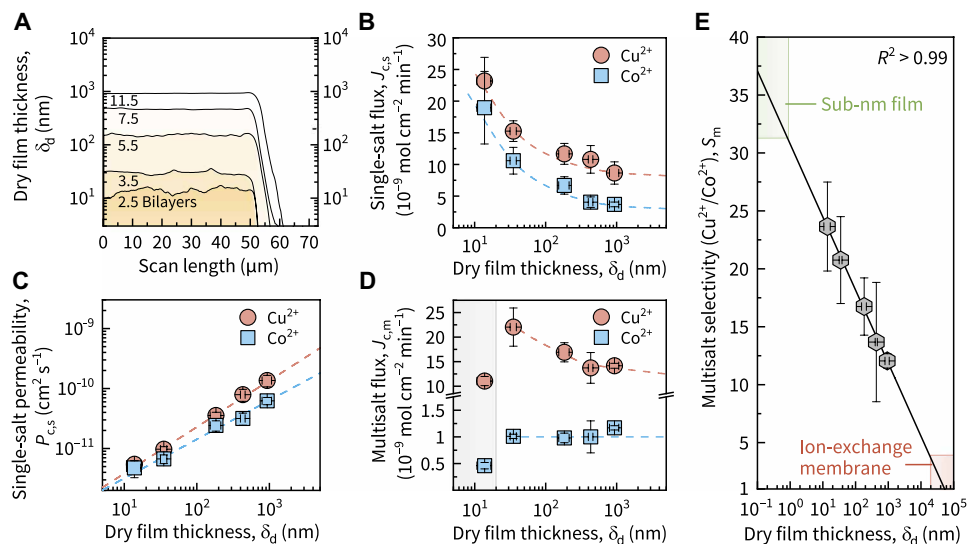 A
Dry film thickness,
δd (nm)
10⁴
10³
10²
10¹
11.5
7.5
5.5
3.5
2.5 Bilayers
10⁴
10³
10²
10¹
0 10 20 30 40 50 60 70
Scan length (µm)
B
Single-salt flux, Jc,s
(10⁻⁹ mol cm⁻² min⁻¹)
30
25
20
15
10
5
0
Cu²⁺
Co²⁺
10¹ 10² 10³
Dry film thickness, δd (nm)
C
Single-salt permeability,
Pc,s (cm² s⁻¹)
10⁻⁹
10⁻¹⁰
10⁻¹¹
Cu²⁺
Co²⁺
10¹ 10² 10³
Dry film thickness, δd (nm)
D
Multisalt flux, Jc,m
(10⁻⁹ mol cm⁻² min⁻¹)
25
20
15
10
1.5
1
0.5
Cu²⁺
Co²⁺
10¹ 10² 10³
Dry film thickness, δd (nm)
E
Multisalt selectivity (Cu²⁺/Co²⁺), Sm
40
35
30
25
20
15
10
5
1
R² > 0.99
Sub-nm film
Ion-exchange
membrane
10⁻¹ 10⁰ 10¹ 10² 10³ 10⁴ 10⁵
Dry film thickness, δd (nm)